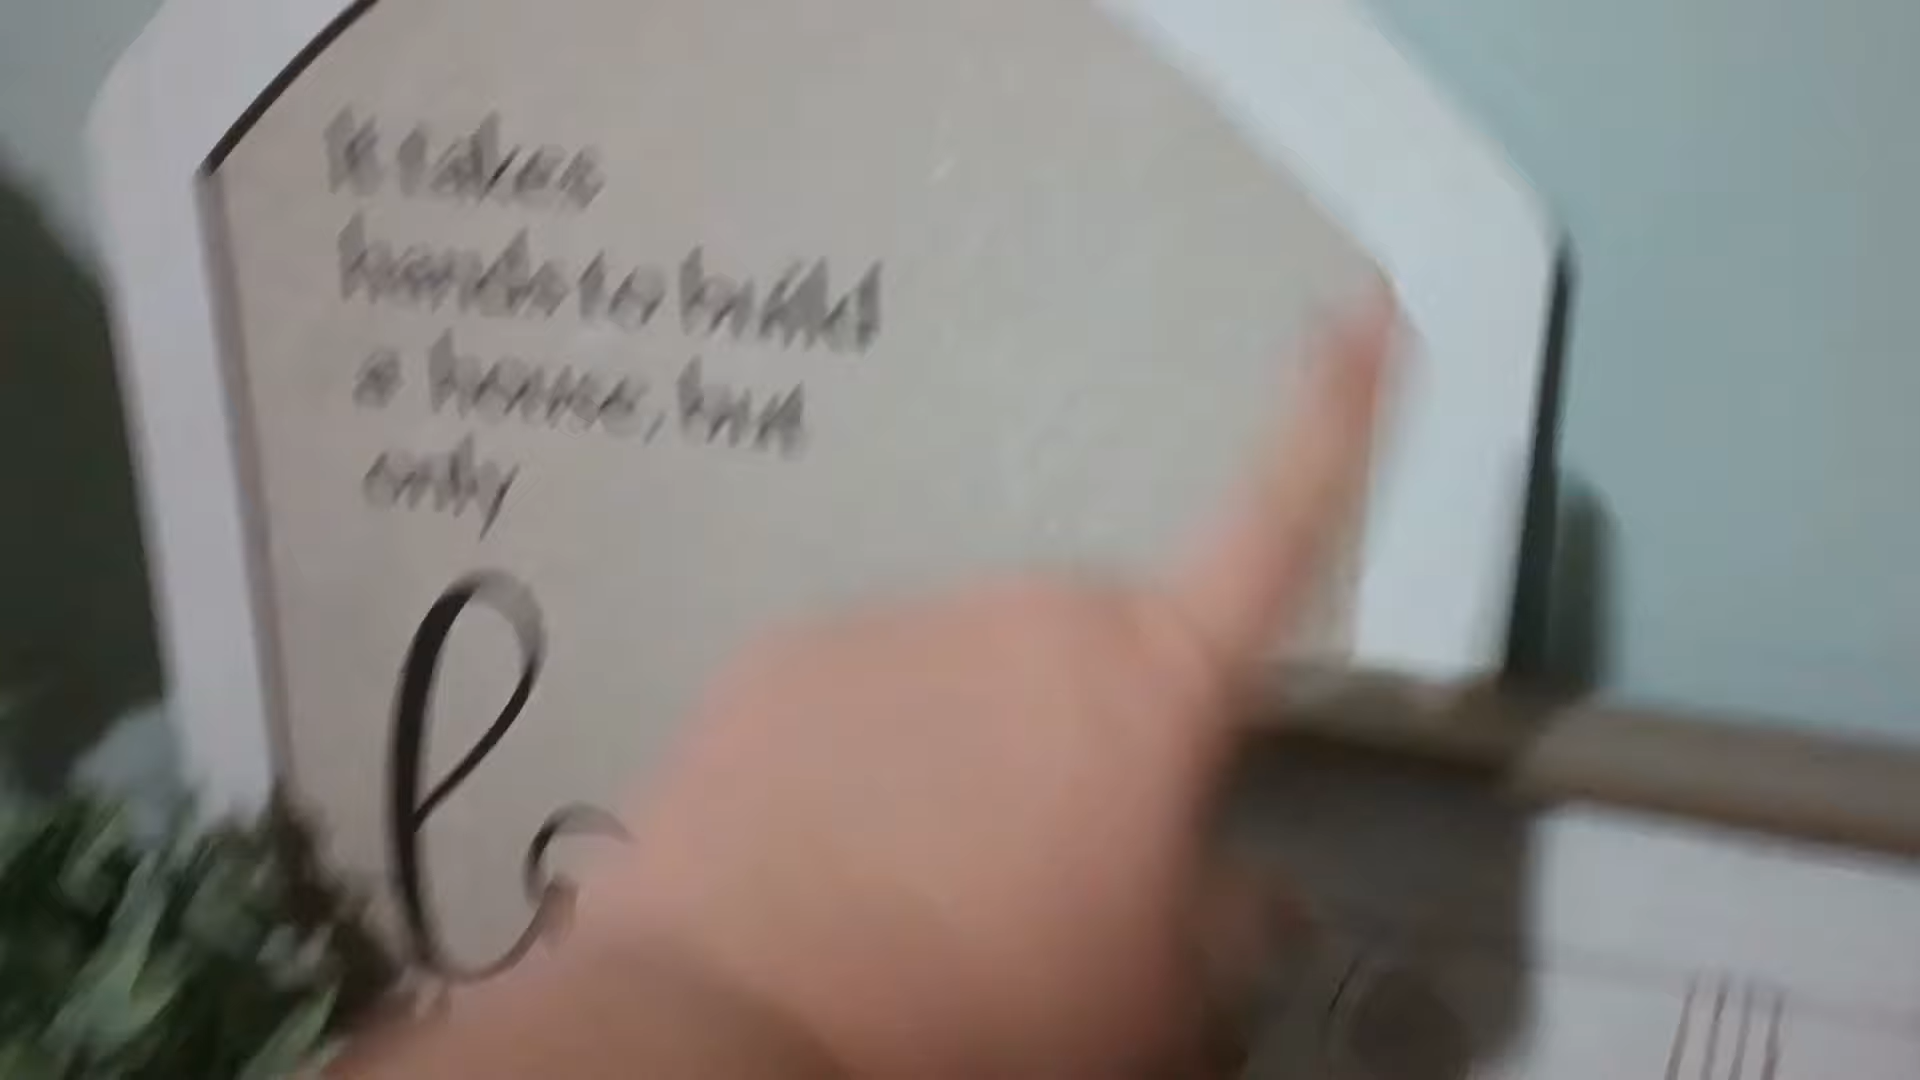 It takes
hands to build
a house, but
only